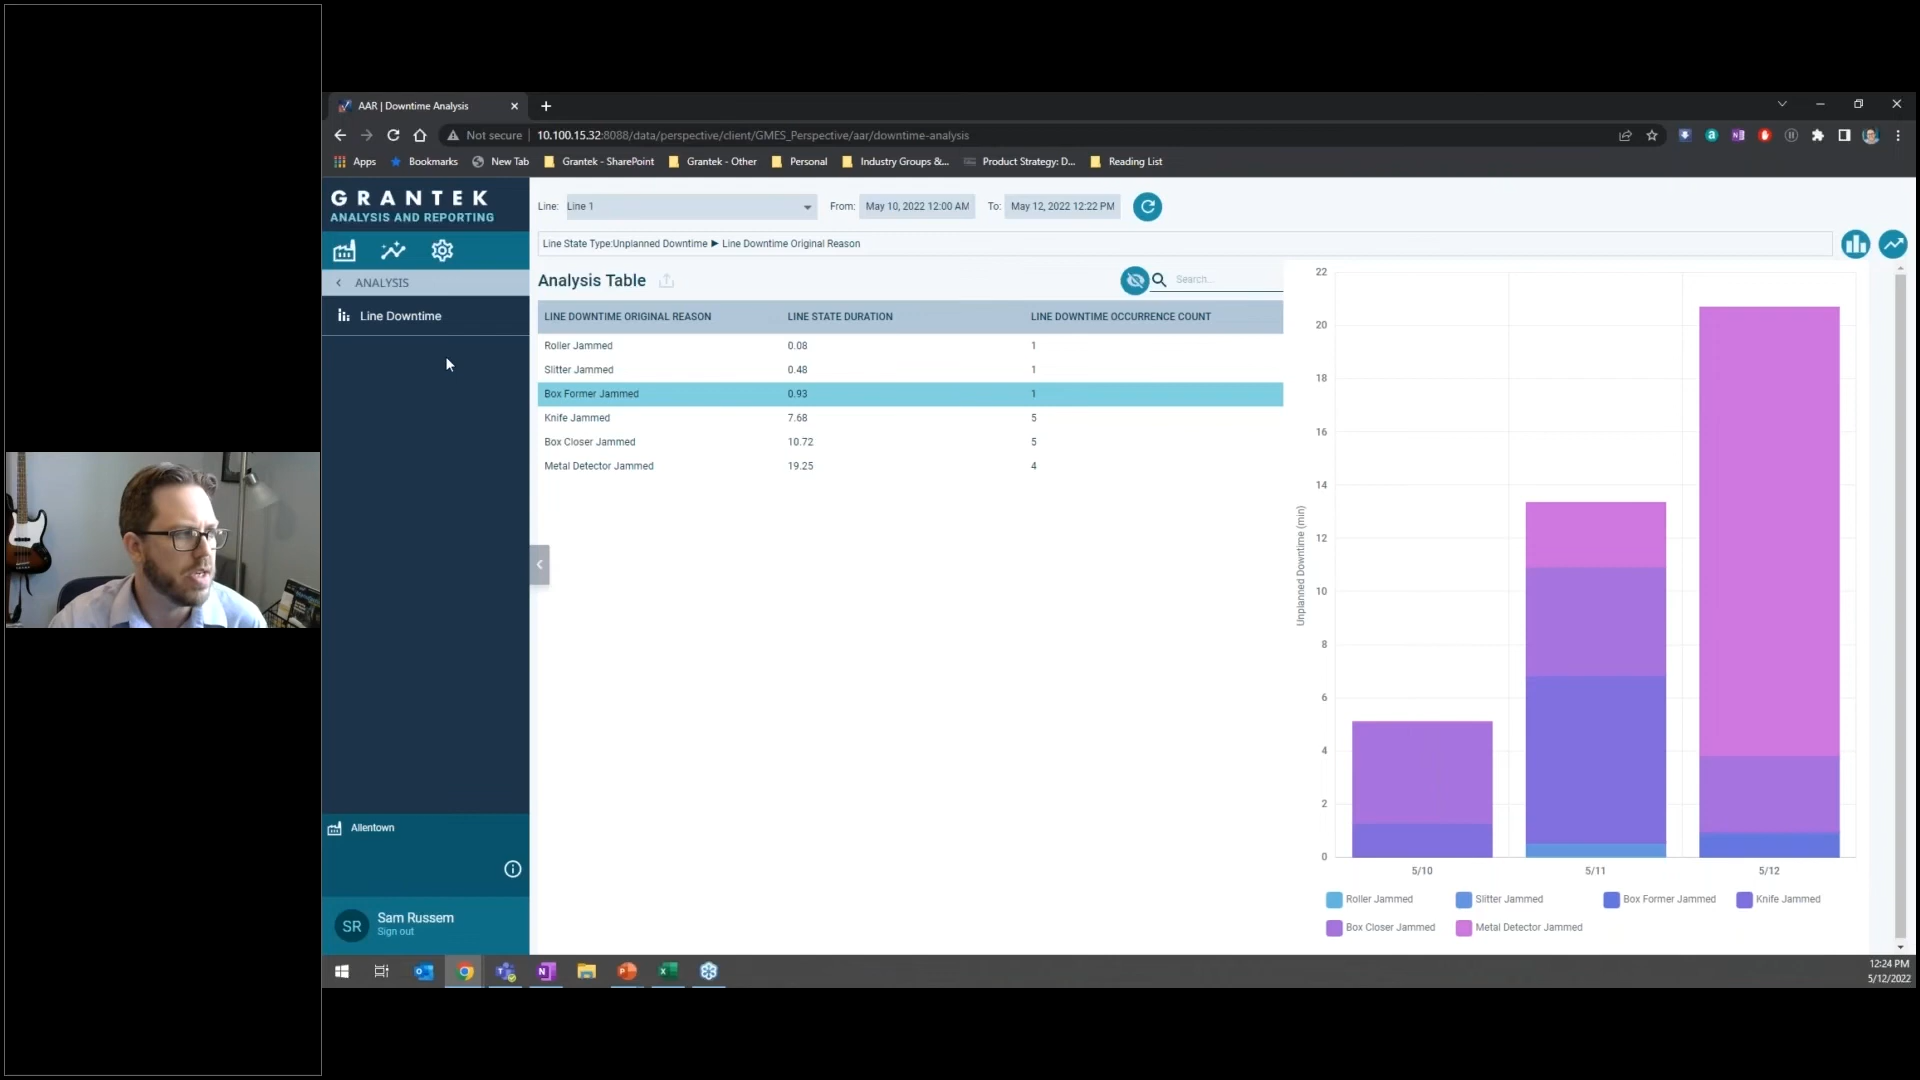 AAR | Downtime Analysis
Not secure 10.100.15.32:8088/data/perspective/client/GMES_Perspective/aar/downtime-analysis
Apps Bookmarks New Tab Grantek - SharePoint Grantek - Other Personal Industry Groups &... Product Strategy: D... Reading List
GRANTEK
ANALYSIS AND REPORTING
ANALYSIS
Line Downtime
Allentown
SR
Sam Russem
Sign out
Line: Line 1 From: May 10, 2022 12:00 AM To: May 12, 2022 12:22 PM
Line State Type:Unplanned Downtime ▶ Line Downtime Original Reason
Analysis Table Search...
LINE DOWNTIME ORIGINAL REASON LINE STATE DURATION LINE DOWNTIME OCCURRENCE COUNT
Roller Jammed 0.08 1
Slitter Jammed 0.48 1
Box Former Jammed 0.93 1
Knife Jammed 7.68 5
Box Closer Jammed 10.72 5
Metal Detector Jammed 19.25 4
Unplanned Downtime (min)
22
20
18
16
14
12
10
8
6
4
2
0
5/10 5/11 5/12
Roller Jammed Slitter Jammed Box Former Jammed Knife Jammed
Box Closer Jammed Metal Detector Jammed
12:24 PM
5/12/2022